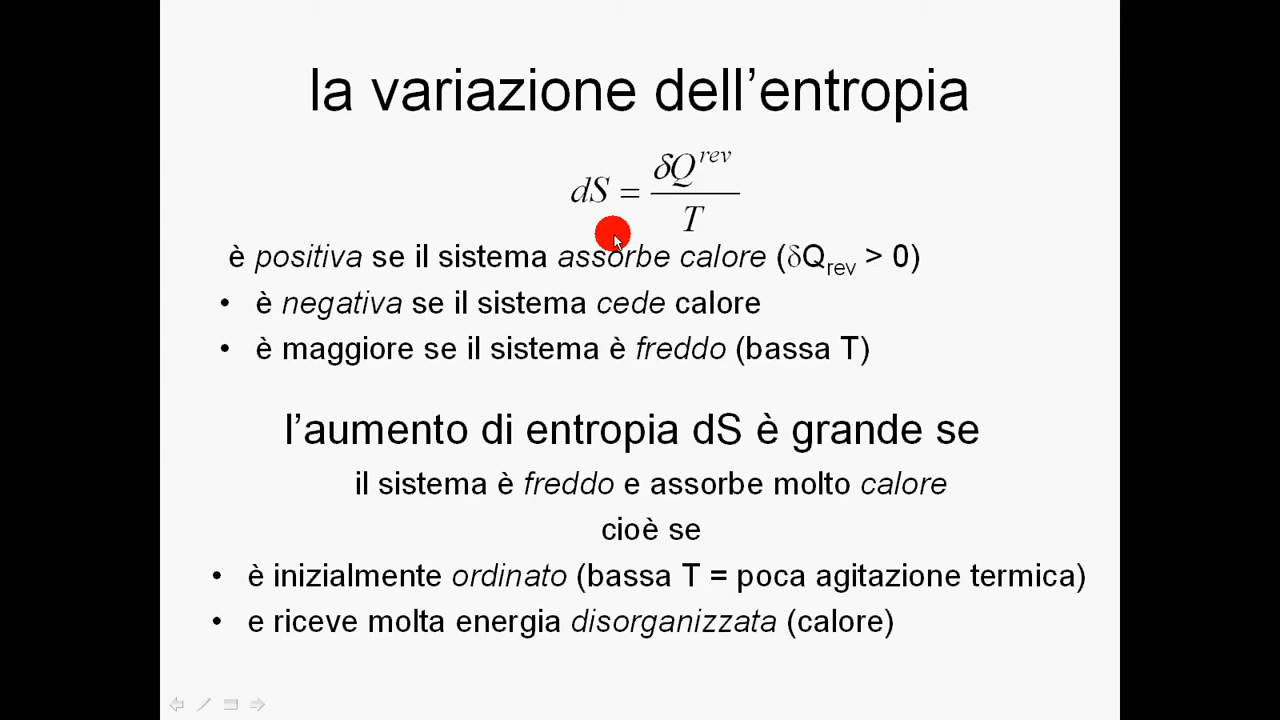 la variazione dell’entropia
dS = δQ^rev / T
è positiva se il sistema assorbe calore (δQ_rev > 0)
• è negativa se il sistema cede calore
• è maggiore se il sistema è freddo (bassa T)
l’aumento di entropia dS è grande se
il sistema è freddo e assorbe molto calore
cioè se
• è inizialmente ordinato (bassa T = poca agitazione termica)
• e riceve molta energia disorganizzata (calore)